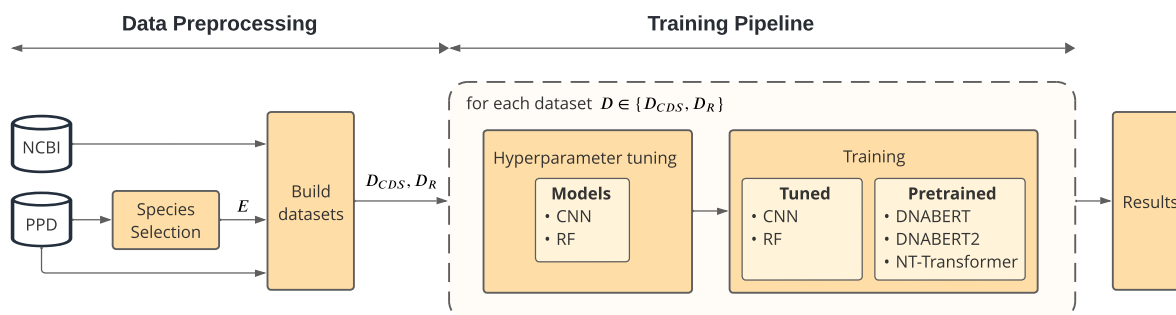 Data Preprocessing
Training Pipeline
for each dataset D ∈ {D_CDS, D_R}
NCBI
PPD
Species
Selection
E
Build
datasets
D_CDS, D_R
Hyperparameter tuning
Models
• CNN
• RF
Training
Tuned
• CNN
• RF
Pretrained
• DNABERT
• DNABERT2
• NT-Transformer
Results